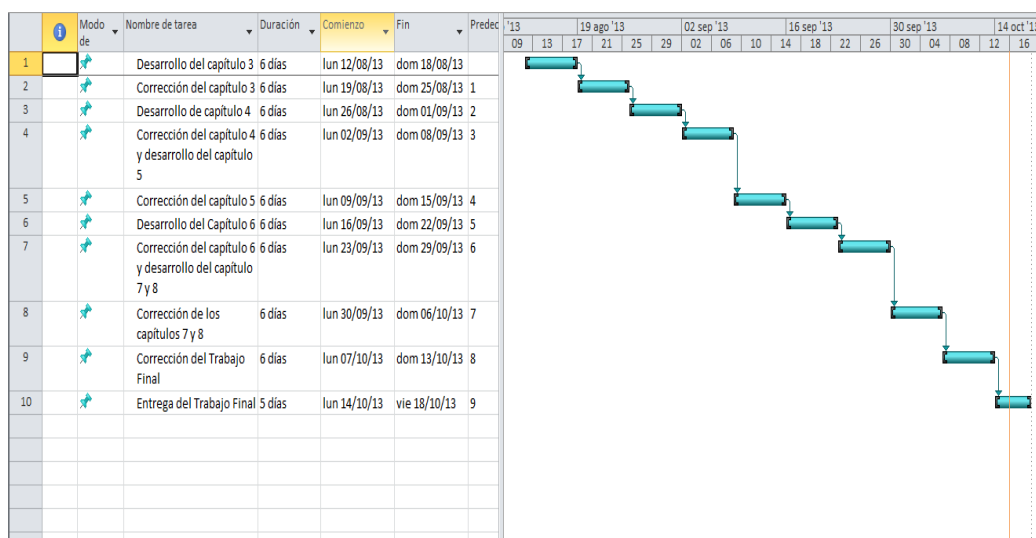 Modo de Nombre de tarea Duración Comienzo Fin Predec
'13 19 ago '13 02 sep '13 16 sep '13 30 sep '13 14 oct '13
09 13 17 21 25 29 02 06 10 14 18 22 26 30 04 08 12 16
1 Desarrollo del capítulo 3 6 días lun 12/08/13 dom 18/08/13
2 Corrección del capítulo 3 6 días lun 19/08/13 dom 25/08/13 1
3 Desarrollo de capítulo 4 6 días lun 26/08/13 dom 01/09/13 2
4 Corrección del capítulo 4 6 días lun 02/09/13 dom 08/09/13 3
y desarrollo del capítulo
5
5 Corrección del capítulo 5 6 días lun 09/09/13 dom 15/09/13 4
6 Desarrollo del Capítulo 6 6 días lun 16/09/13 dom 22/09/13 5
7 Corrección del capítulo 6 6 días lun 23/09/13 dom 29/09/13 6
y desarrollo del capítulo
7 y 8
8 Corrección de los 6 días lun 30/09/13 dom 06/10/13 7
capítulos 7 y 8
9 Corrección del Trabajo 6 días lun 07/10/13 dom 13/10/13 8
Final
10 Entrega del Trabajo Final 5 días lun 14/10/13 vie 18/10/13 9